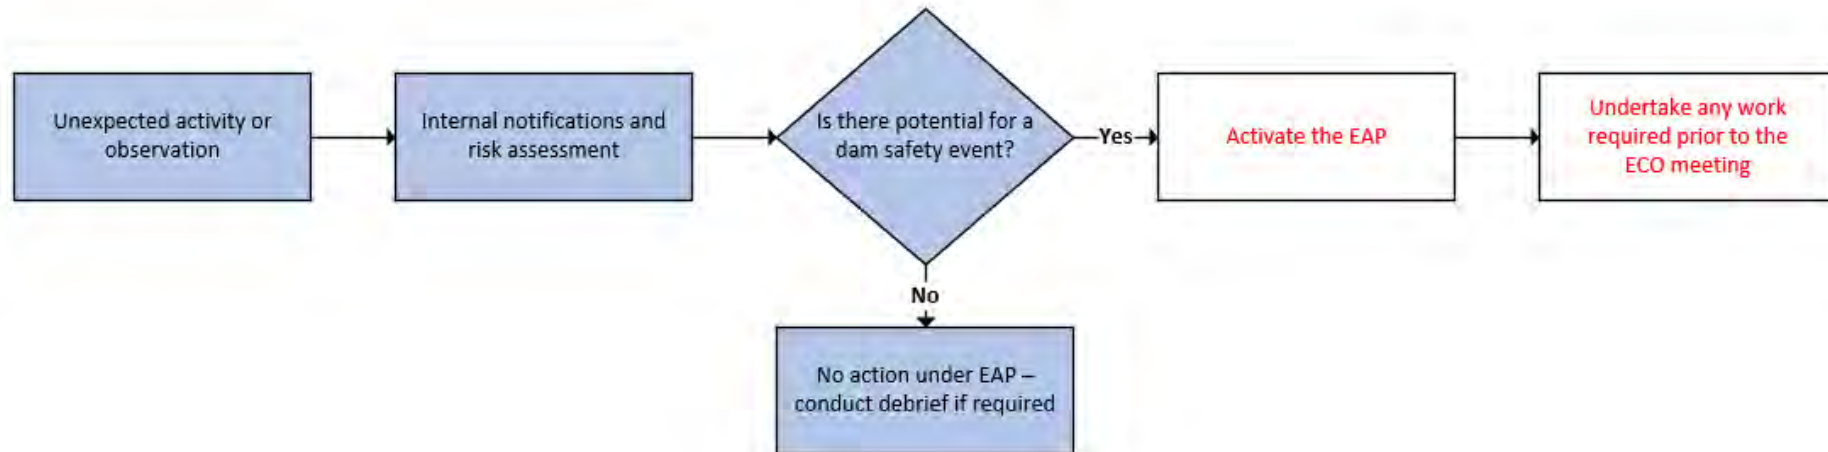 Unexpected activity or
observation
Internal notifications and
risk assessment
Is there potential for a
dam safety event?
Yes
Activate the EAP
Undertake any work
required prior to the
ECO meeting
No
No action under EAP –
conduct debrief if required